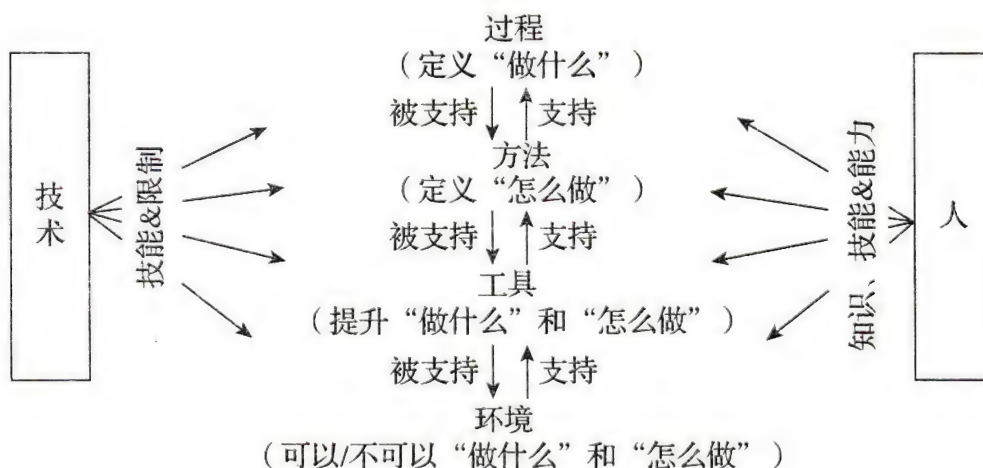 过程
（定义“做什么”）
被支持 支持
方法
（定义“怎么做”）
被支持 支持
工具
（提升“做什么”和“怎么做”）
被支持 支持
环境
（可以/不可以“做什么”和“怎么做”）
技术
技能&限制
知识、技能&能力
人